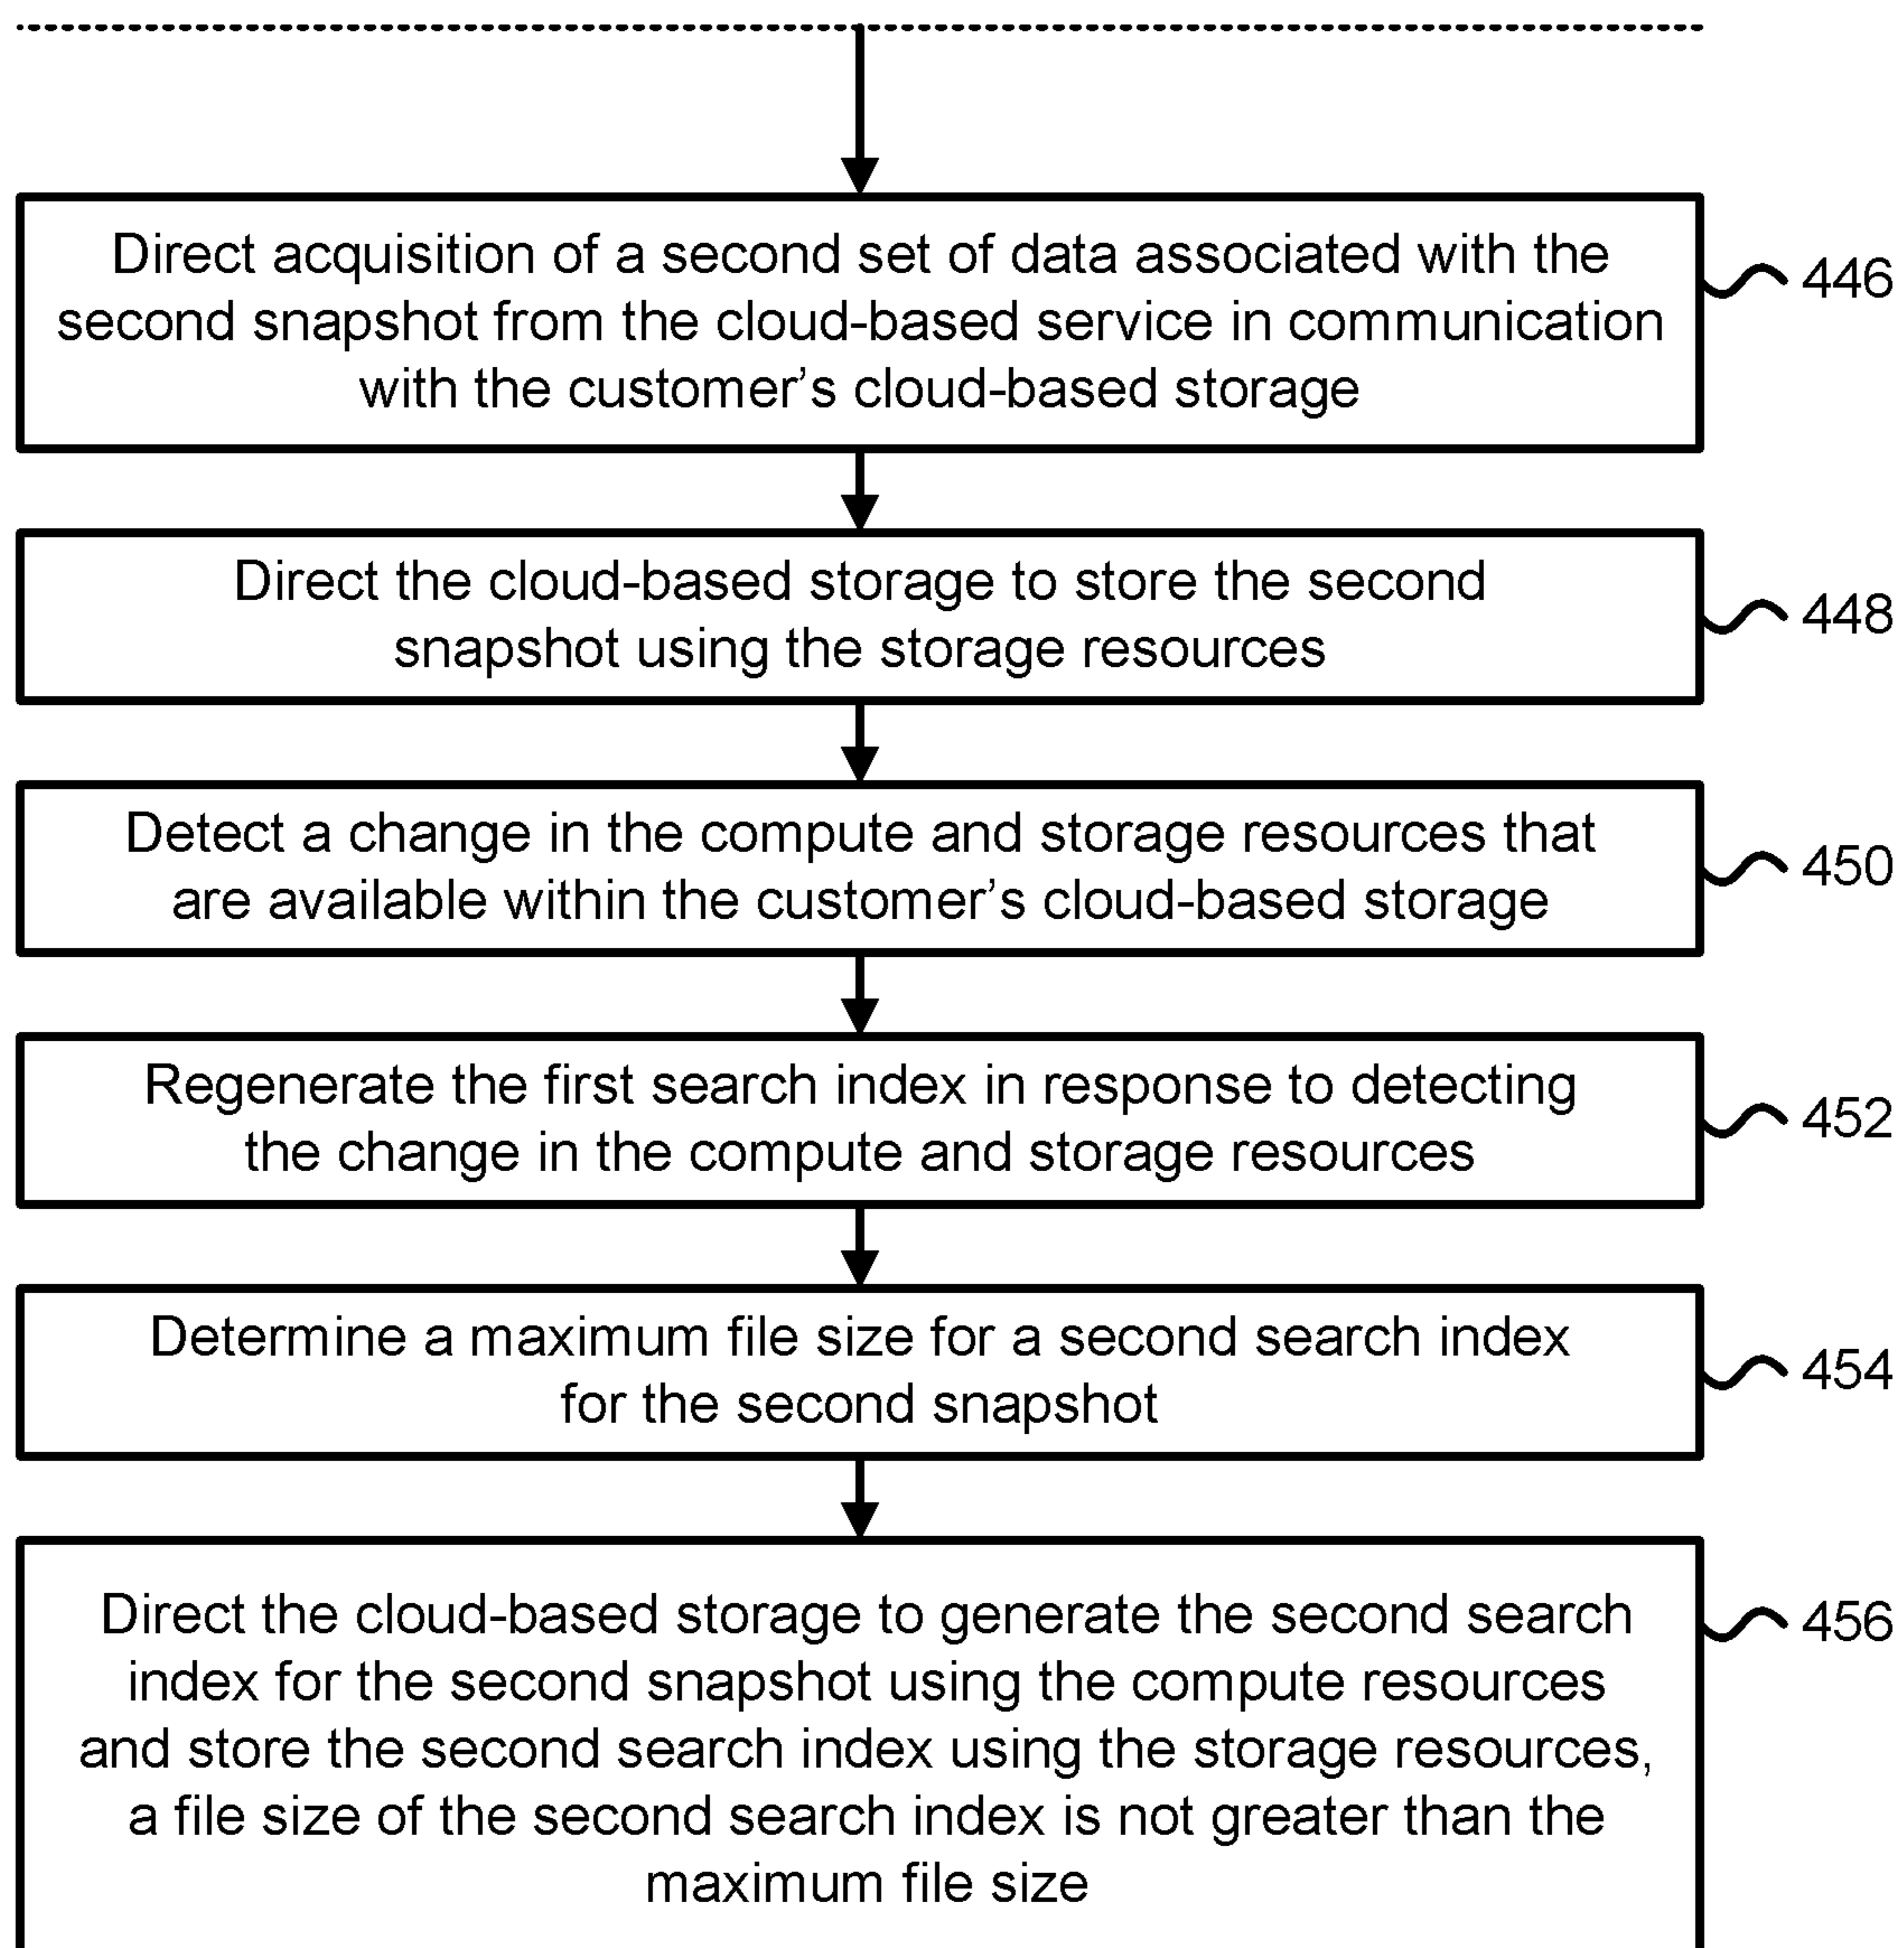 Direct acquisition of a second set of data associated with the
second snapshot from the cloud-based service in communication
with the customer’s cloud-based storage
446
Direct the cloud-based storage to store the second
snapshot using the storage resources
448
Detect a change in the compute and storage resources that
are available within the customer’s cloud-based storage
450
Regenerate the first search index in response to detecting
the change in the compute and storage resources
452
Determine a maximum file size for a second search index
for the second snapshot
454
Direct the cloud-based storage to generate the second search
index for the second snapshot using the compute resources
and store the second search index using the storage resources,
a file size of the second search index is not greater than the
maximum file size
456